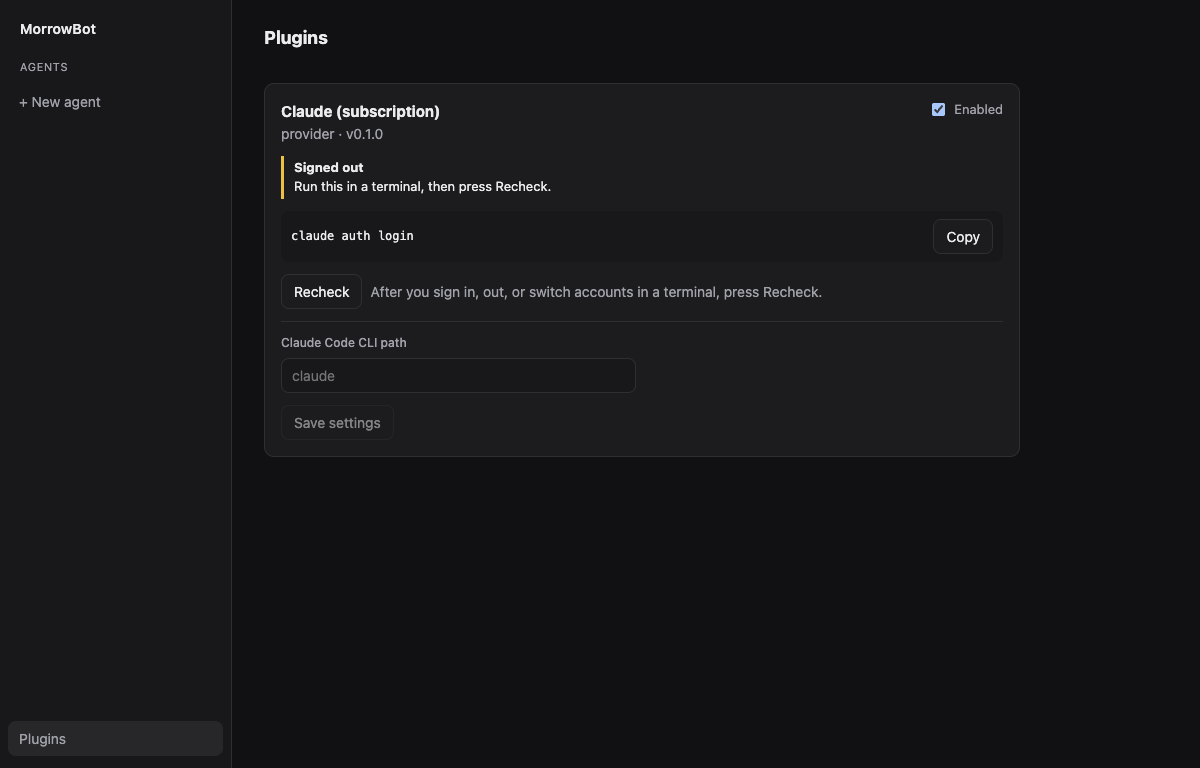 MorrowBot
AGENTS
+ New agent
Plugins
Plugins
Claude (subscription)
Enabled
provider · v0.1.0
Signed out
Run this in a terminal, then press Recheck.
claude auth login
Copy
Recheck
After you sign in, out, or switch accounts in a terminal, press Recheck.
Claude Code CLI path
claude
Save settings